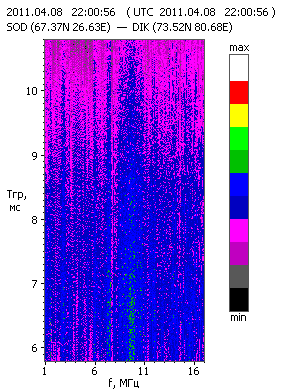 2011.04.08 22:00:56 (UTC 2011.04.08 22:00:56)
SOD (67.37N 26.63E) — DIK (73.52N 80.68E)
max
10
9
Tгр,
мс
8
7
6
min
1 6 11 16
f, МГц